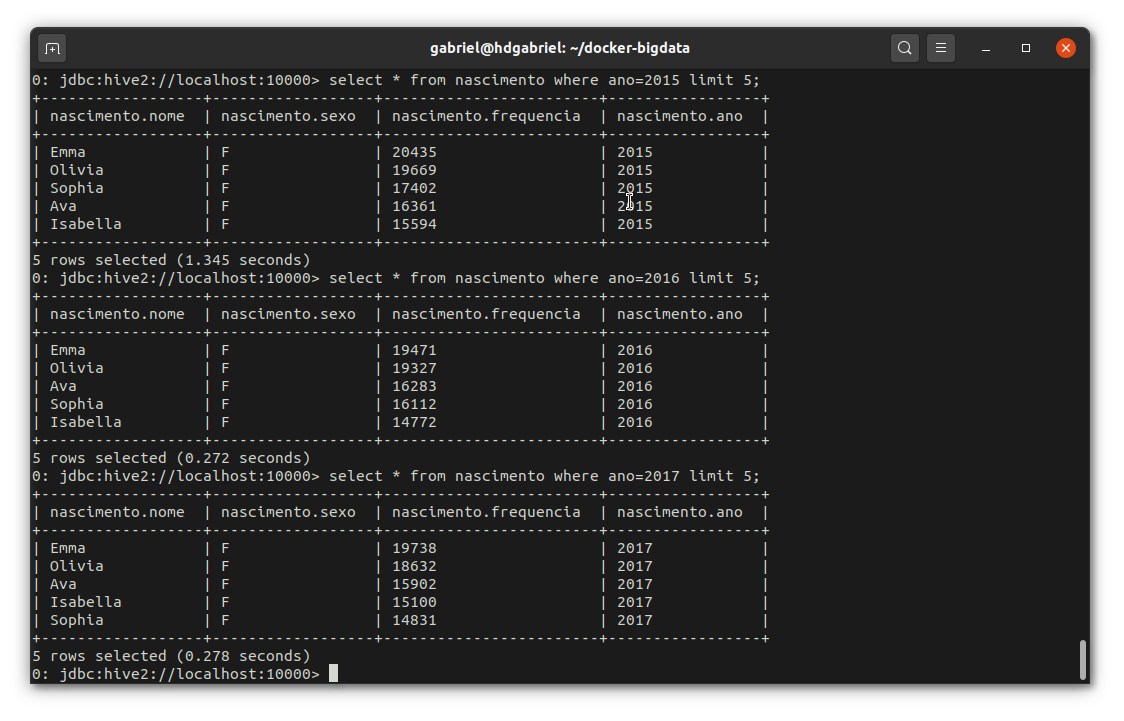 gabriel@hdgabriel: ~/docker-bigdata
0: jdbc:hive2://localhost:10000> select * from nascimento where ano=2015 limit 5;
+------------------+------------------+------------------------+-----------------+
| nascimento.nome  | nascimento.sexo  | nascimento.frequencia  | nascimento.ano  |
+------------------+------------------+------------------------+-----------------+
| Emma             | F                | 20435                  | 2015            |
| Olivia           | F                | 19669                  | 2015            |
| Sophia           | F                | 17402                  | 2015            |
| Ava              | F                | 16361                  | 2015            |
| Isabella         | F                | 15594                  | 2015            |
+------------------+------------------+------------------------+-----------------+
5 rows selected (1.345 seconds)
0: jdbc:hive2://localhost:10000> select * from nascimento where ano=2016 limit 5;
+------------------+------------------+------------------------+-----------------+
| nascimento.nome  | nascimento.sexo  | nascimento.frequencia  | nascimento.ano  |
+------------------+------------------+------------------------+-----------------+
| Emma             | F                | 19471                  | 2016            |
| Olivia           | F                | 19327                  | 2016            |
| Ava              | F                | 16283                  | 2016            |
| Sophia           | F                | 16112                  | 2016            |
| Isabella         | F                | 14772                  | 2016            |
+------------------+------------------+------------------------+-----------------+
5 rows selected (0.272 seconds)
0: jdbc:hive2://localhost:10000> select * from nascimento where ano=2017 limit 5;
+------------------+------------------+------------------------+-----------------+
| nascimento.nome  | nascimento.sexo  | nascimento.frequencia  | nascimento.ano  |
+------------------+------------------+------------------------+-----------------+
| Emma             | F                | 19738                  | 2017            |
| Olivia           | F                | 18632                  | 2017            |
| Ava              | F                | 15902                  | 2017            |
| Isabella         | F                | 15100                  | 2017            |
| Sophia           | F                | 14831                  | 2017            |
+------------------+------------------+------------------------+-----------------+
5 rows selected (0.278 seconds)
0: jdbc:hive2://localhost:10000>